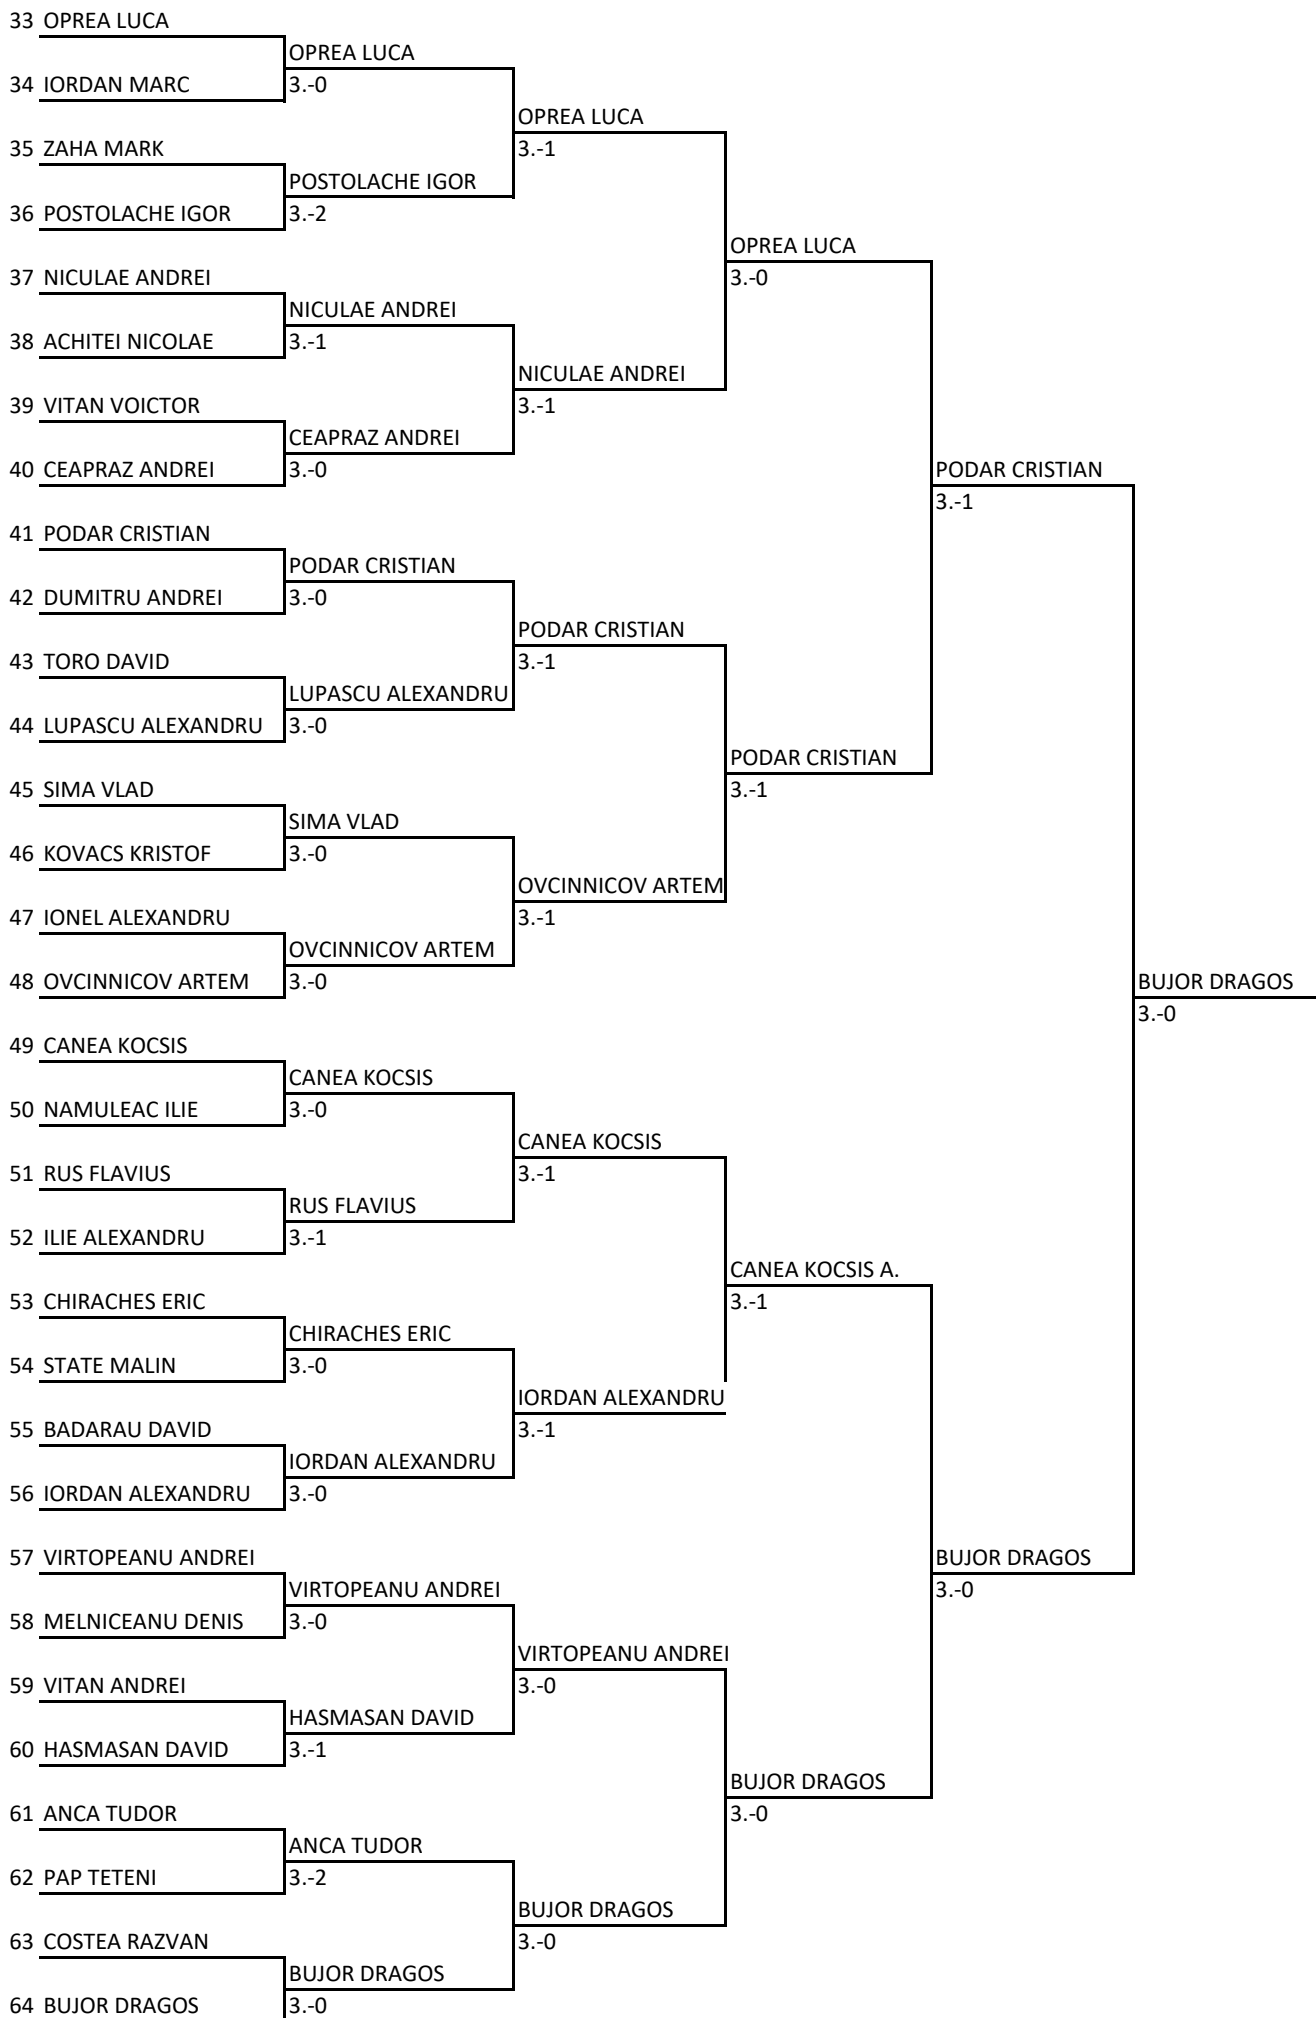 33 OPREA LUCA
OPREA LUCA
34 IORDAN MARC 3.-0
OPREA LUCA
35 ZAHA MARK 3.-1
POSTOLACHE IGOR
36 POSTOLACHE IGOR 3.-2
OPREA LUCA
37 NICULAE ANDREI 3.-0
NICULAE ANDREI
38 ACHITEI NICOLAE 3.-1
NICULAE ANDREI
39 VITAN VOICTOR 3.-1
CEAPRAZ ANDREI
40 CEAPRAZ ANDREI 3.-0 PODAR CRISTIAN
3.-1
41 PODAR CRISTIAN
PODAR CRISTIAN
42 DUMITRU ANDREI 3.-0
PODAR CRISTIAN
43 TORO DAVID 3.-1
LUPASCU ALEXANDRU
44 LUPASCU ALEXANDRU 3.-0
PODAR CRISTIAN
45 SIMA VLAD 3.-1
SIMA VLAD
46 KOVACS KRISTOF 3.-0
OVCINNICOV ARTEM
47 IONEL ALEXANDRU 3.-1
OVCINNICOV ARTEM
48 OVCINNICOV ARTEM 3.-0 BUJOR DRAGOS
3.-0
49 CANEA KOCSIS
CANEA KOCSIS
50 NAMULEAC ILIE 3.-0
CANEA KOCSIS
51 RUS FLAVIUS 3.-1
RUS FLAVIUS
52 ILIE ALEXANDRU 3.-1
CANEA KOCSIS A.
53 CHIRACHES ERIC 3.-1
CHIRACHES ERIC
54 STATE MALIN 3.-0
IORDAN ALEXANDRU
55 BADARAU DAVID 3.-1
IORDAN ALEXANDRU
56 IORDAN ALEXANDRU 3.-0
57 VIRTOPEANU ANDREI BUJOR DRAGOS
VIRTOPEANU ANDREI 3.-0
58 MELNICEANU DENIS 3.-0
VIRTOPEANU ANDREI
59 VITAN ANDREI 3.-0
HASMASAN DAVID
60 HASMASAN DAVID 3.-1
BUJOR DRAGOS
61 ANCA TUDOR 3.-0
ANCA TUDOR
62 PAP TETENI 3.-2
BUJOR DRAGOS
63 COSTEA RAZVAN 3.-0
BUJOR DRAGOS
64 BUJOR DRAGOS 3.-0